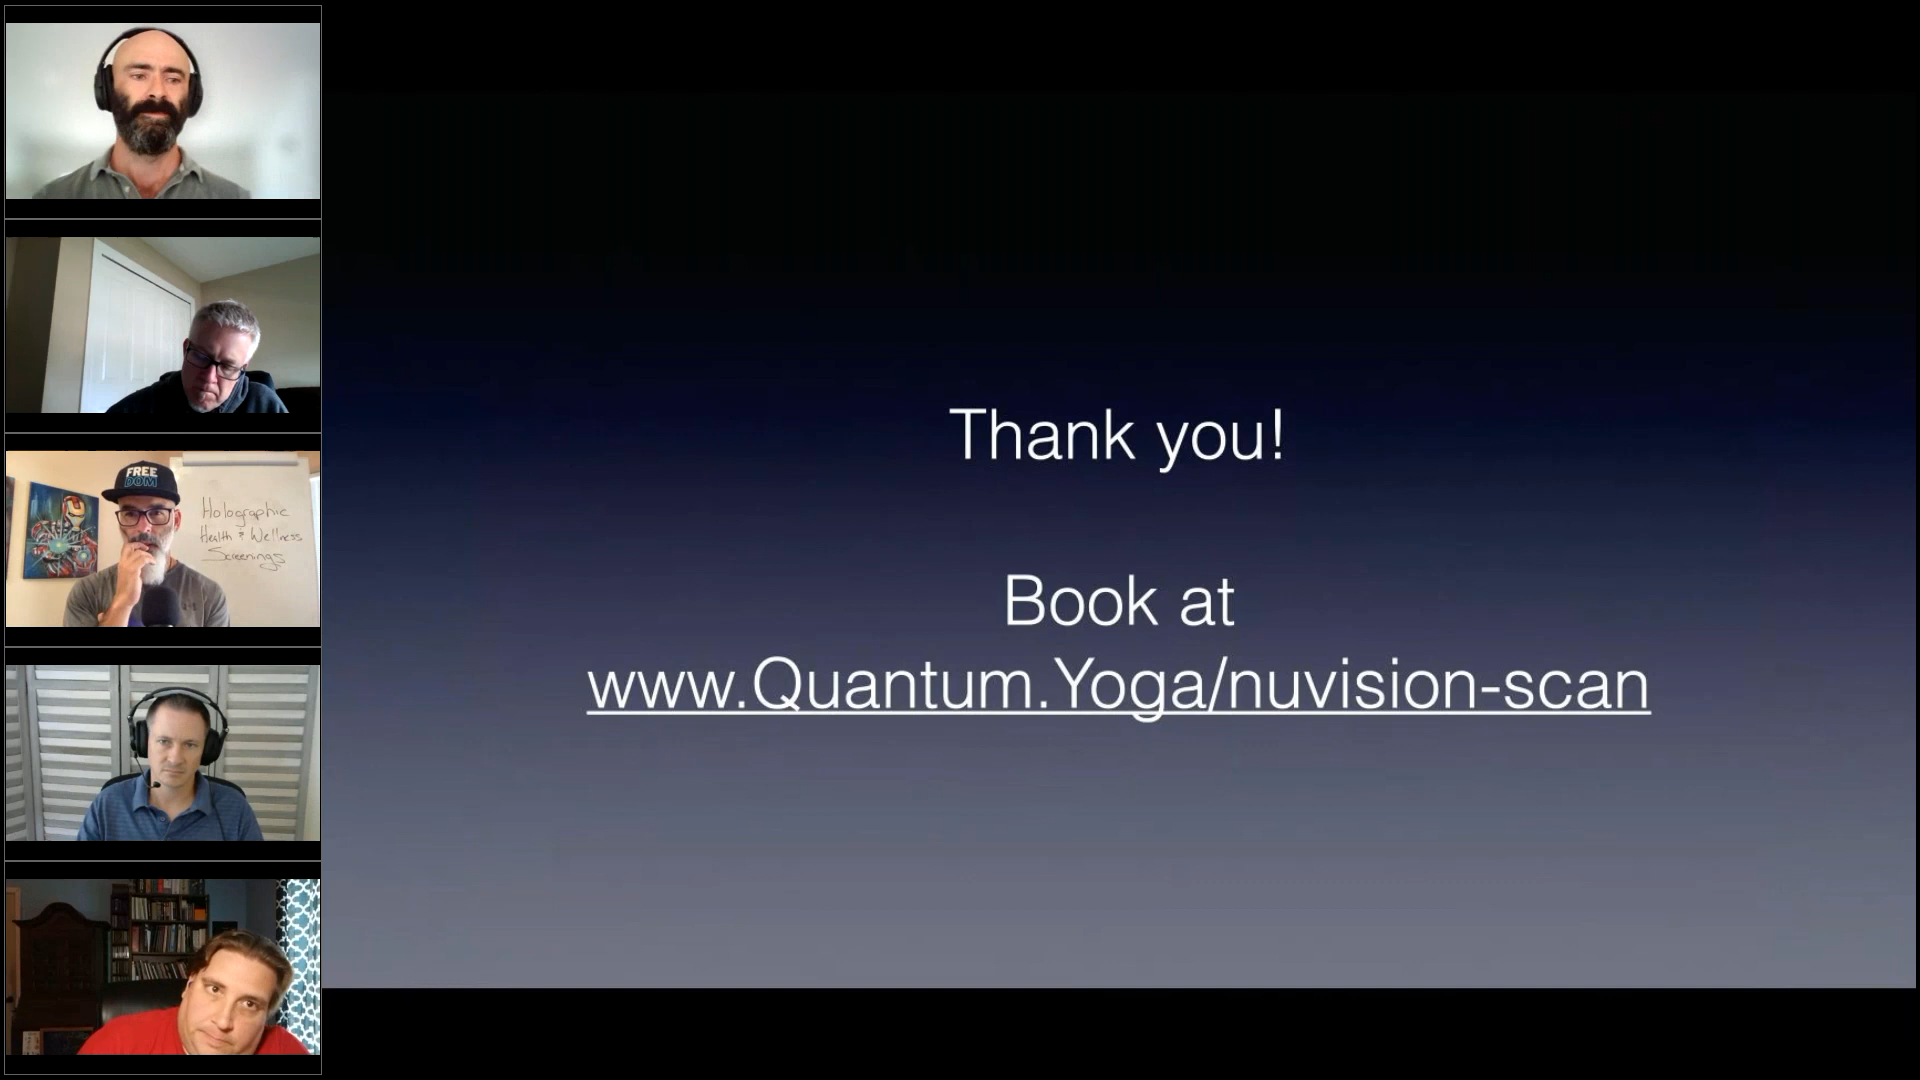 FREE
DOM
Holographic
Health & Wellness
Screenings
Thank you!
Book at
www.Quantum.Yoga/nuvision-scan